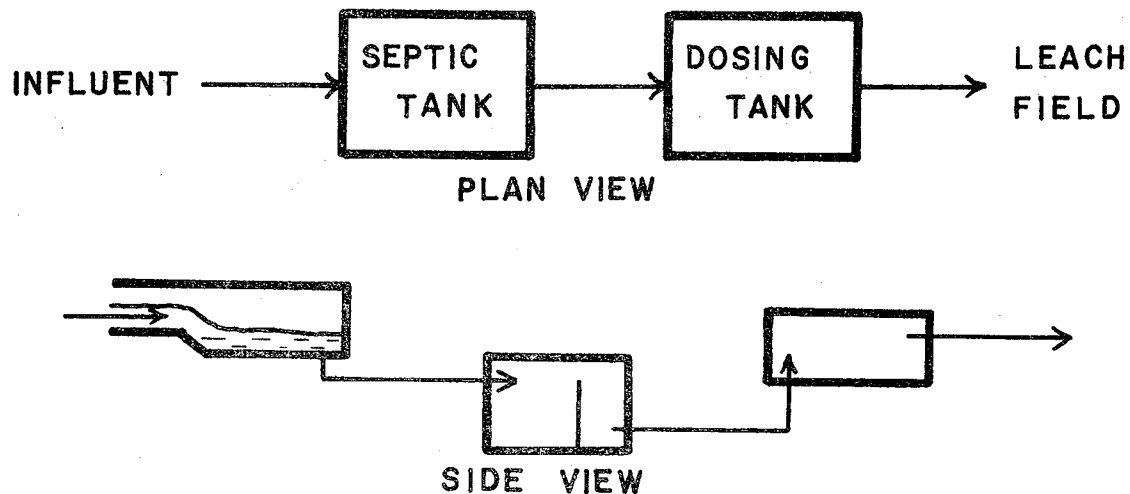 INFLUENT
SEPTIC
TANK
DOSING
TANK
LEACH
FIELD
PLAN VIEW
SIDE VIEW